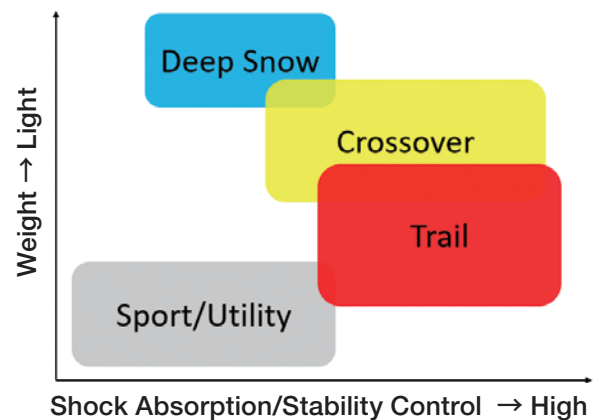 Deep Snow
Crossover
Trail
Sport/Utility
Weight → Light
Shock Absorption/Stability Control → High